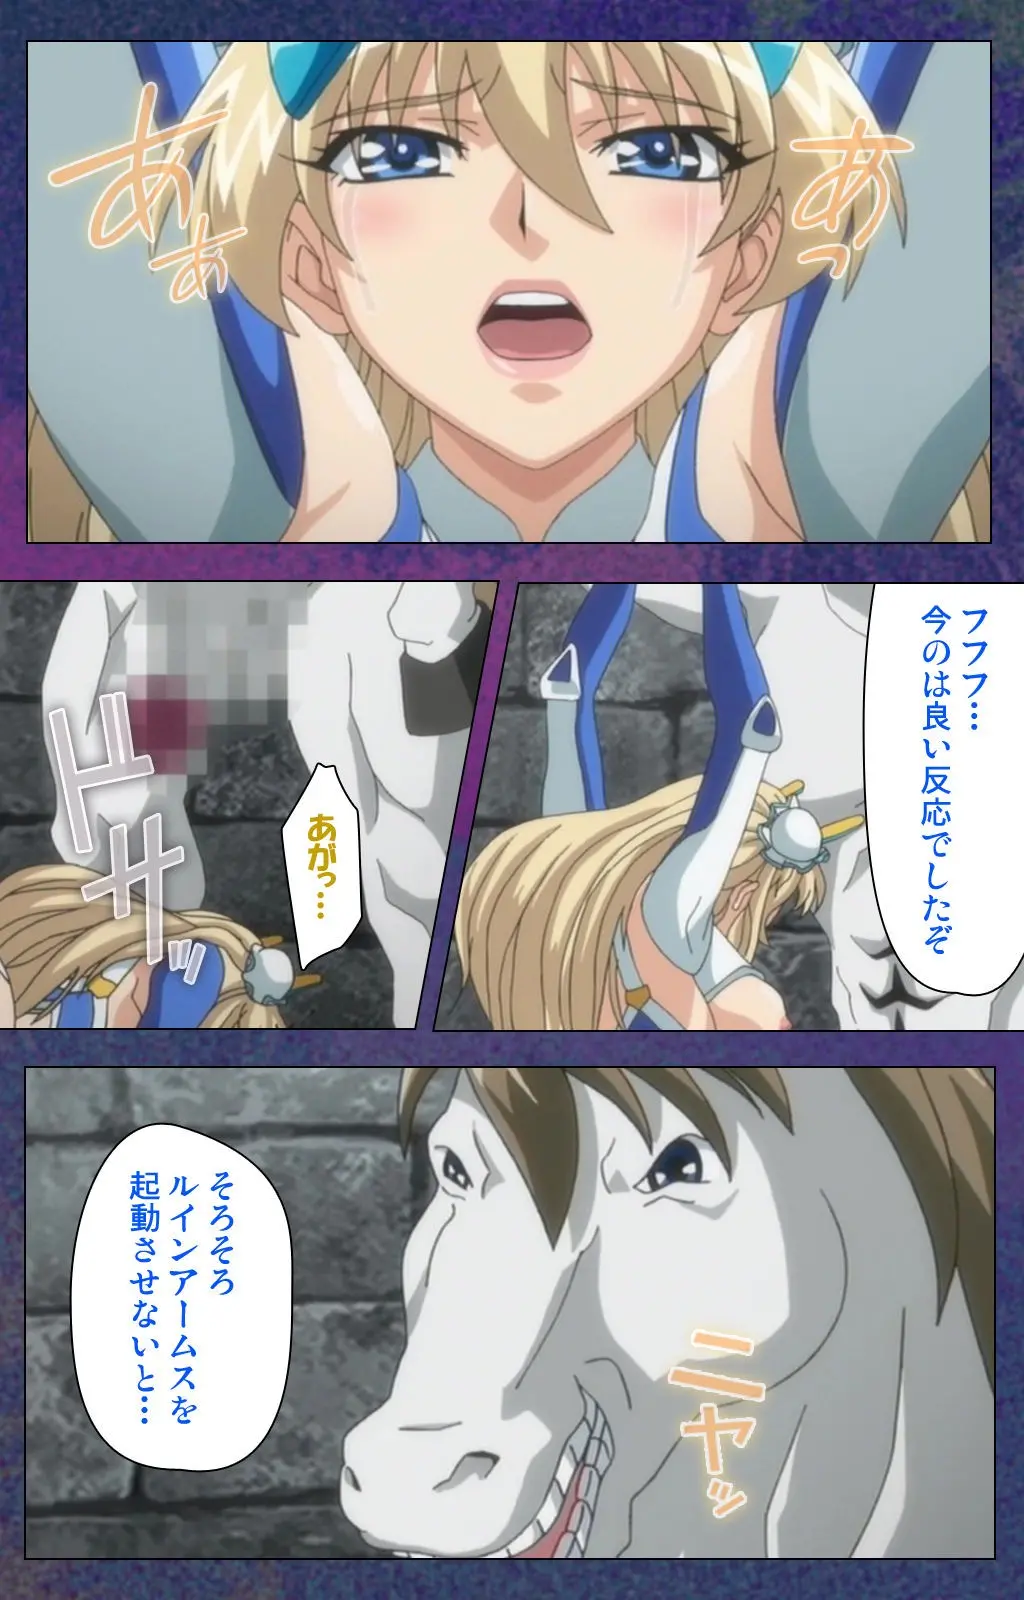 あぁ
あっ
フフフ…
今のは良い反応でしたぞ
ドサッ
あがっ…
そろそろ
ルインアームスを
起動させないと…
ニヤッ